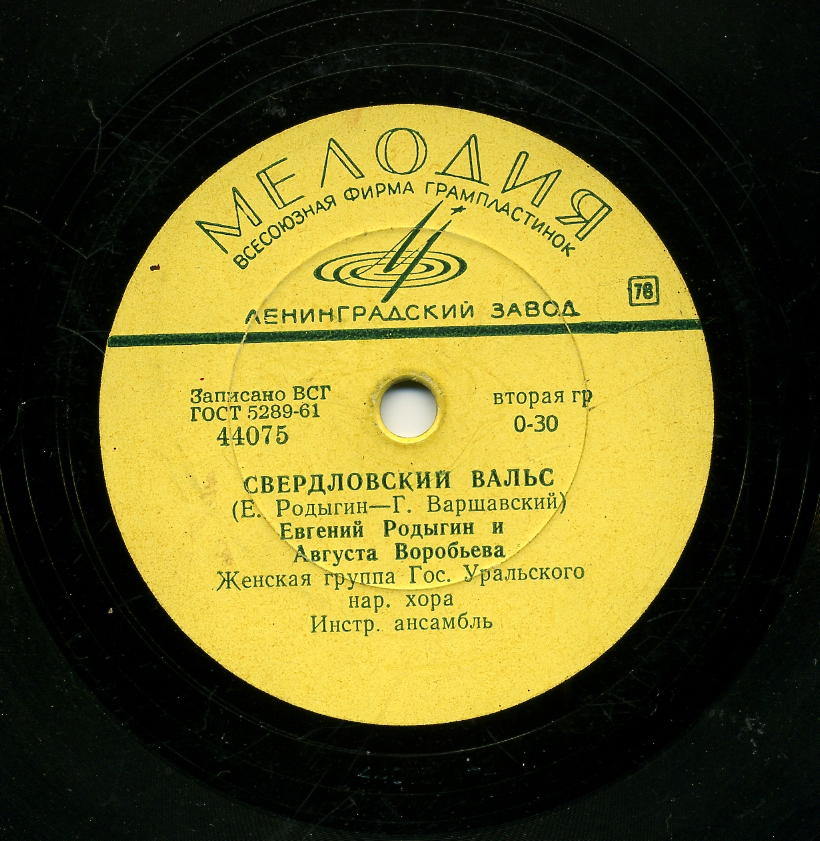 МЕЛОДИЯ
ВСЕСОЮЗНАЯ ФИРМА ГРАМПЛАСТИНОК
78
ЛЕНИНГРАДСКИЙ ЗАВОД
Записано ВСГ
ГОСТ 5289-61
44075
вторая гр
0-30
СВЕРДЛОВСКИЙ ВАЛЬС
(Е. Родыгин—Г. Варшавский)
Евгений Родыгин и
Августа Воробьева
Женская группа Гос. Уральского
нар. хора
Инстр. ансамбль